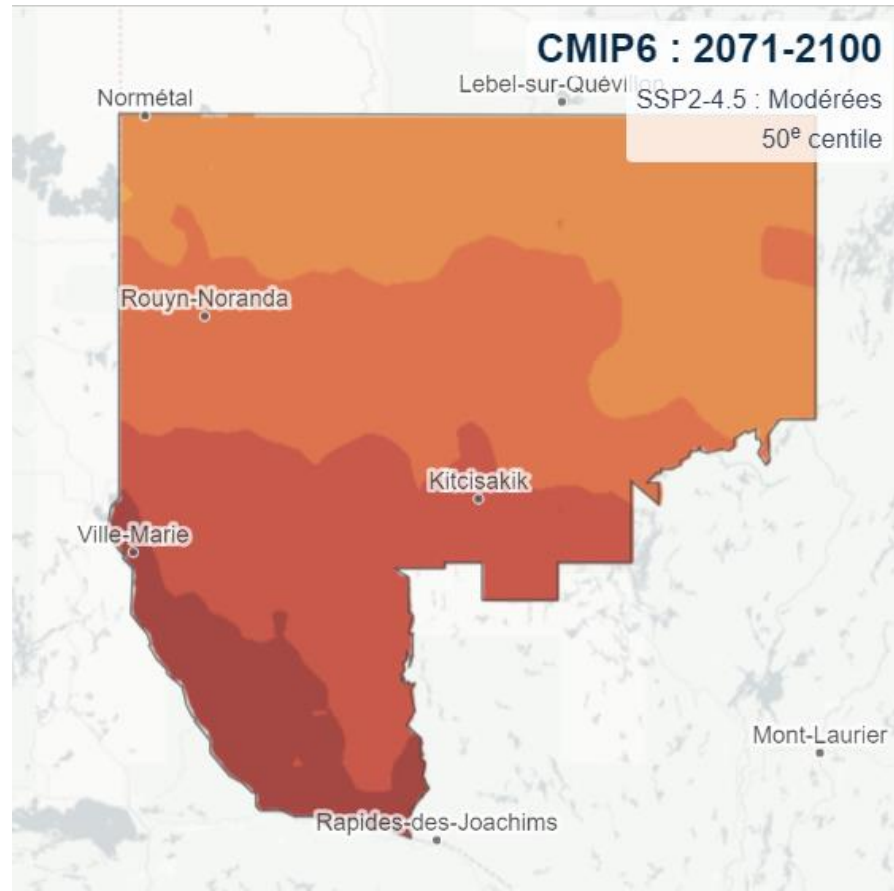 CMIP6 : 2071-2100
Lebel-sur-Quévillon
SSP2-4.5 : Modérées
Normétal
50e centile
Rouyn-Noranda
Kitcisakik
Ville-Marie
Mont-Laurier
Rapides-des-Joachims